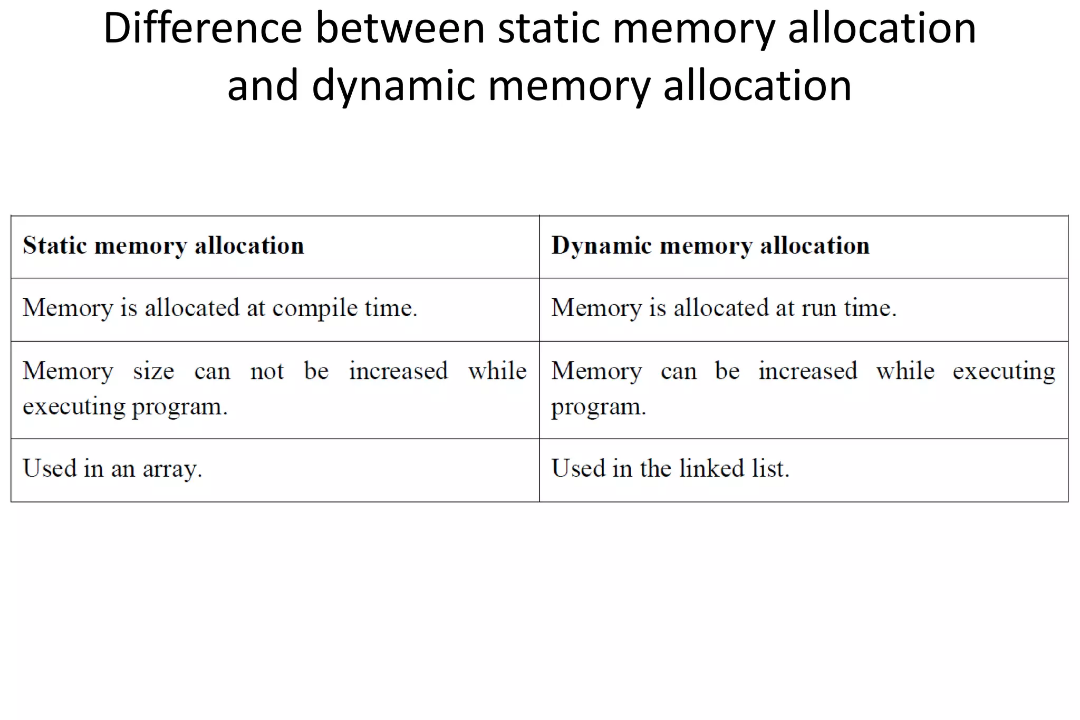 Difference between static memory allocation
and dynamic memory allocation
Static memory allocation
Dynamic memory allocation
Memory is allocated at compile time.
Memory is allocated at run time.
Memory size can not be increased while
executing program.
Memory can be increased while executing
program.
Used in an array.
Used in the linked list.